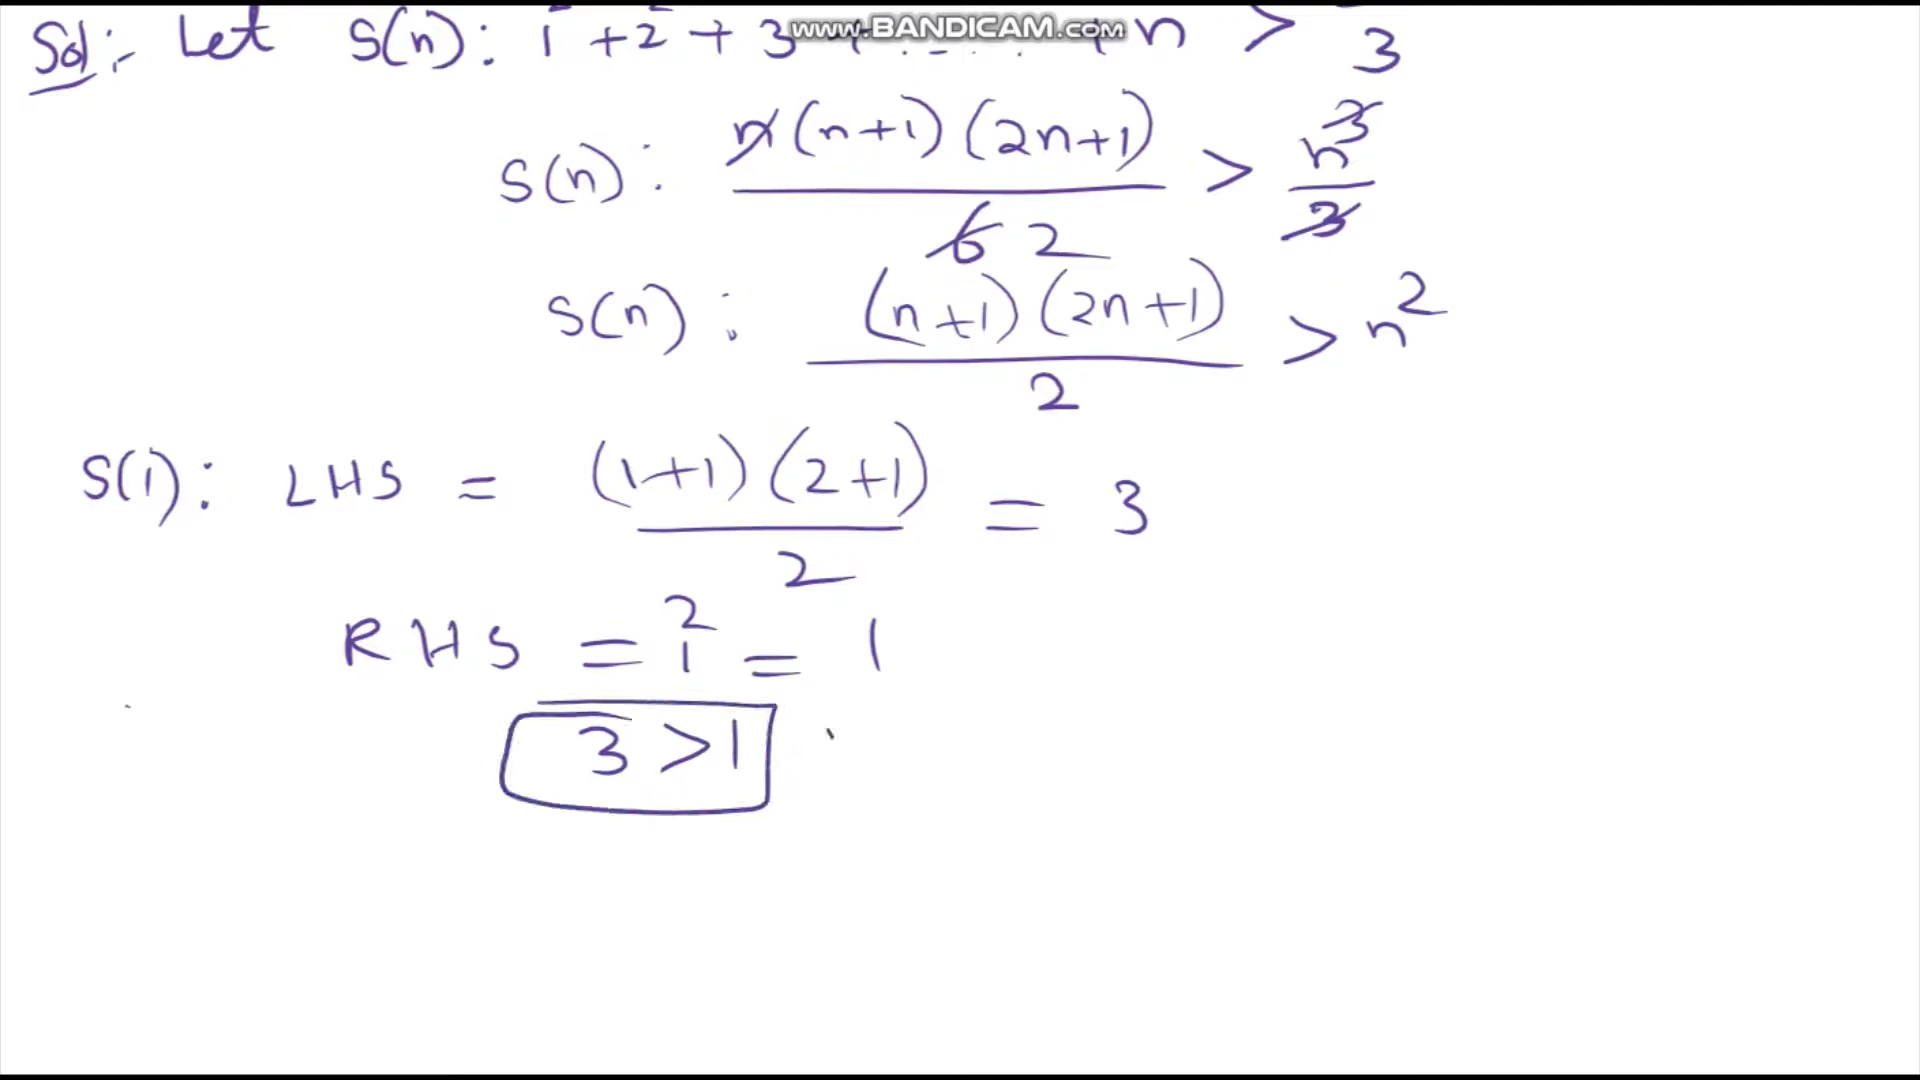 Sol:- Let S(n): 1 + 2 + 3 + .... + n > 3
www.BANDICAM.com
S(n): n(n+1)(2n+1) / 6 2 > n³ / 3
S(n): (n+1)(2n+1) / 2 > n²
S(1): LHS = (1+1)(2+1) / 2 = 3
RHS = 1² = 1
3 > 1